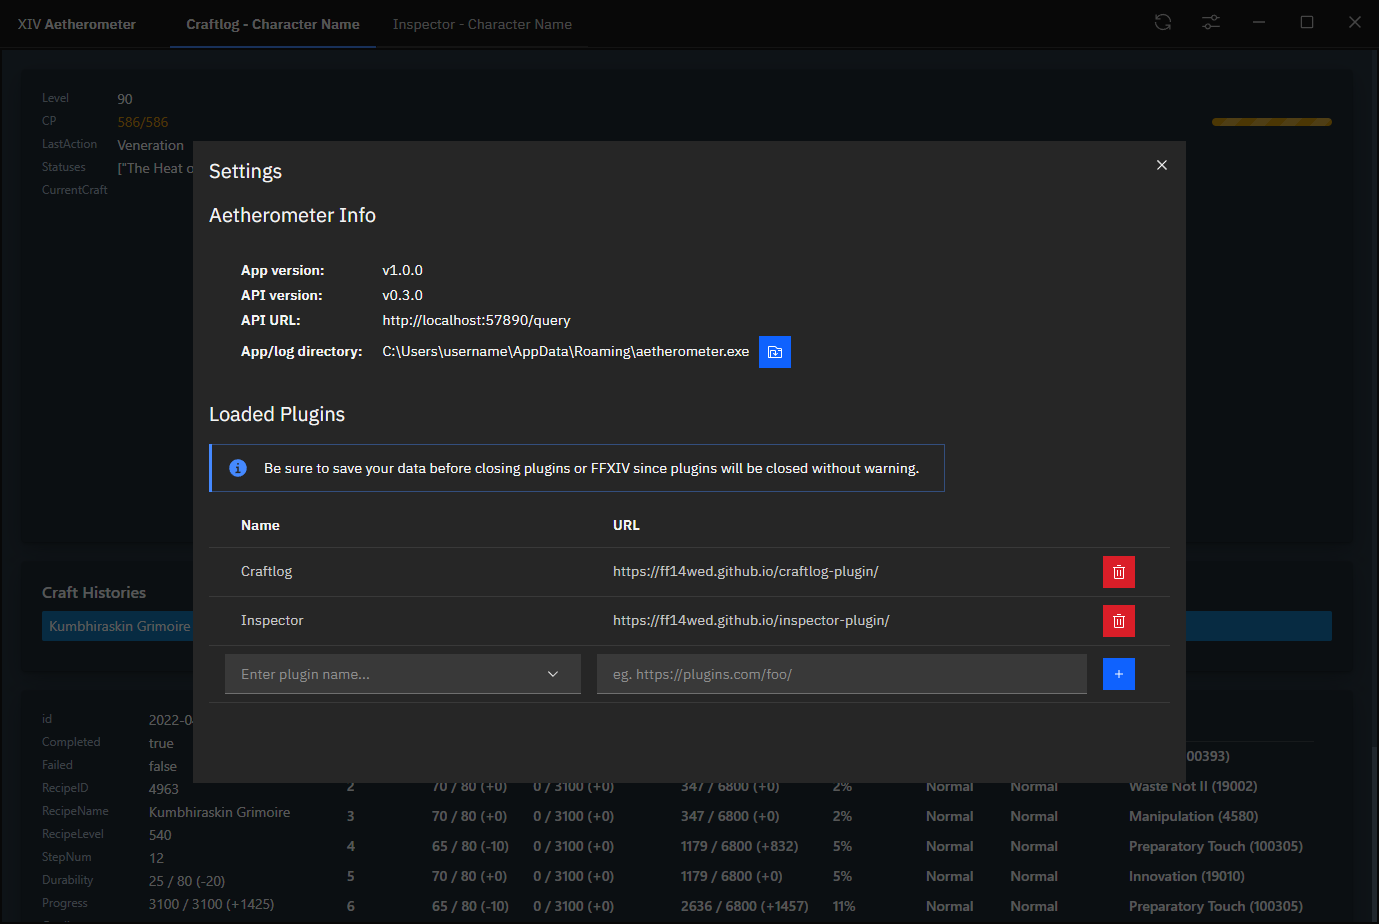 XIV Aetherometer Craftlog - Character Name Inspector - Character Name
Level 90
CP 586/586
LastAction Veneration
Statuses ["The Heat o
CurrentCraft
Settings
Aetherometer Info
App version: v1.0.0
API version: v0.3.0
API URL: http://localhost:57890/query
App/log directory: C:\Users\username\AppData\Roaming\aetherometer.exe
Loaded Plugins
Be sure to save your data before closing plugins or FFXIV since plugins will be closed without warning.
Name URL
Craftlog https://ff14wed.github.io/craftlog-plugin/
Inspector https://ff14wed.github.io/inspector-plugin/
Enter plugin name... eg. https://plugins.com/foo/
Craft Histories
Kumbhiraskin Grimoire
id 2022-0
Completed true
Failed false
RecipeID 4963
RecipeName Kumbhiraskin Grimoire
RecipeLevel 540
StepNum 12
Durability 25 / 80 (-20)
Progress 3100 / 3100 (+1425)
00393)
2 70 / 80 (+0) 0 / 3100 (+0) 347 / 6800 (+0) 2% Normal Normal Waste Not II (19002)
3 70 / 80 (+0) 0 / 3100 (+0) 347 / 6800 (+0) 2% Normal Normal Manipulation (4580)
4 65 / 80 (-10) 0 / 3100 (+0) 1179 / 6800 (+832) 5% Normal Normal Preparatory Touch (100305)
5 70 / 80 (+0) 0 / 3100 (+0) 1179 / 6800 (+0) 5% Normal Normal Innovation (19010)
6 65 / 80 (-10) 0 / 3100 (+0) 2636 / 6800 (+1457) 11% Normal Normal Preparatory Touch (100305)